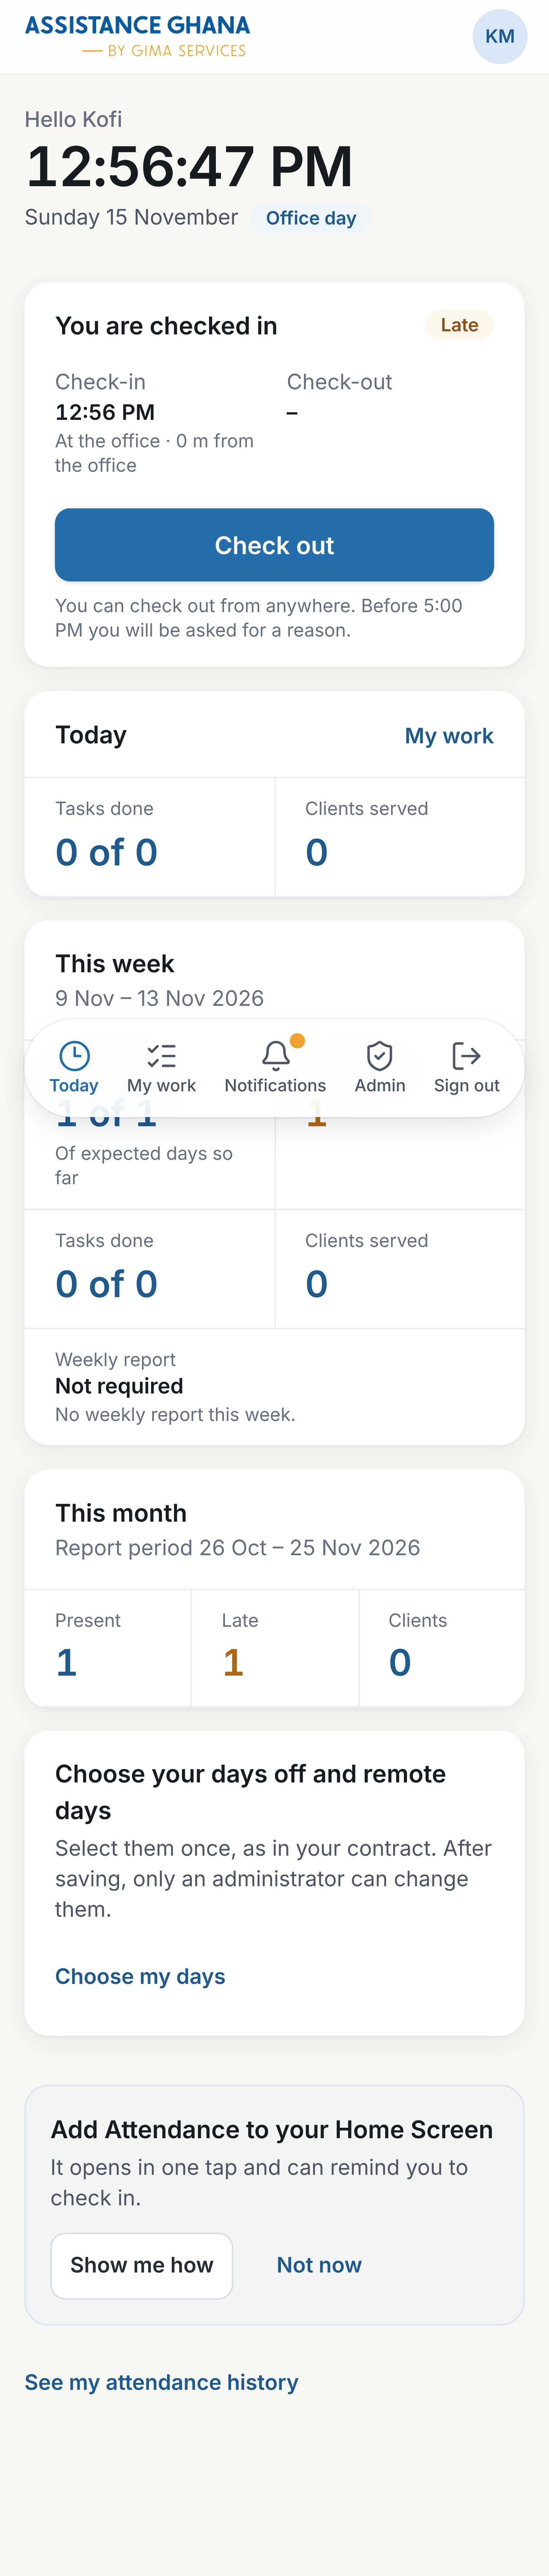 ASSISTANCE GHANA
BY GIMA SERVICES
KM
Hello Kofi
12:56:47 PM
Sunday 15 November
Office day
You are checked in
Late
Check-in
Check-out
12:56 PM
–
At the office · 0 m from
the office
Check out
You can check out from anywhere. Before 5:00
PM you will be asked for a reason.
Today
My work
Tasks done
Clients served
0 of 0
0
This week
9 Nov – 13 Nov 2026
Today
My work
Notifications
Admin
Sign out
1 of 1
1
Of expected days so
far
Tasks done
Clients served
0 of 0
0
Weekly report
Not required
No weekly report this week.
This month
Report period 26 Oct – 25 Nov 2026
Present
Late
Clients
1
1
0
Choose your days off and remote
days
Select them once, as in your contract. After
saving, only an administrator can change
them.
Choose my days
Add Attendance to your Home Screen
It opens in one tap and can remind you to
check in.
Show me how
Not now
See my attendance history